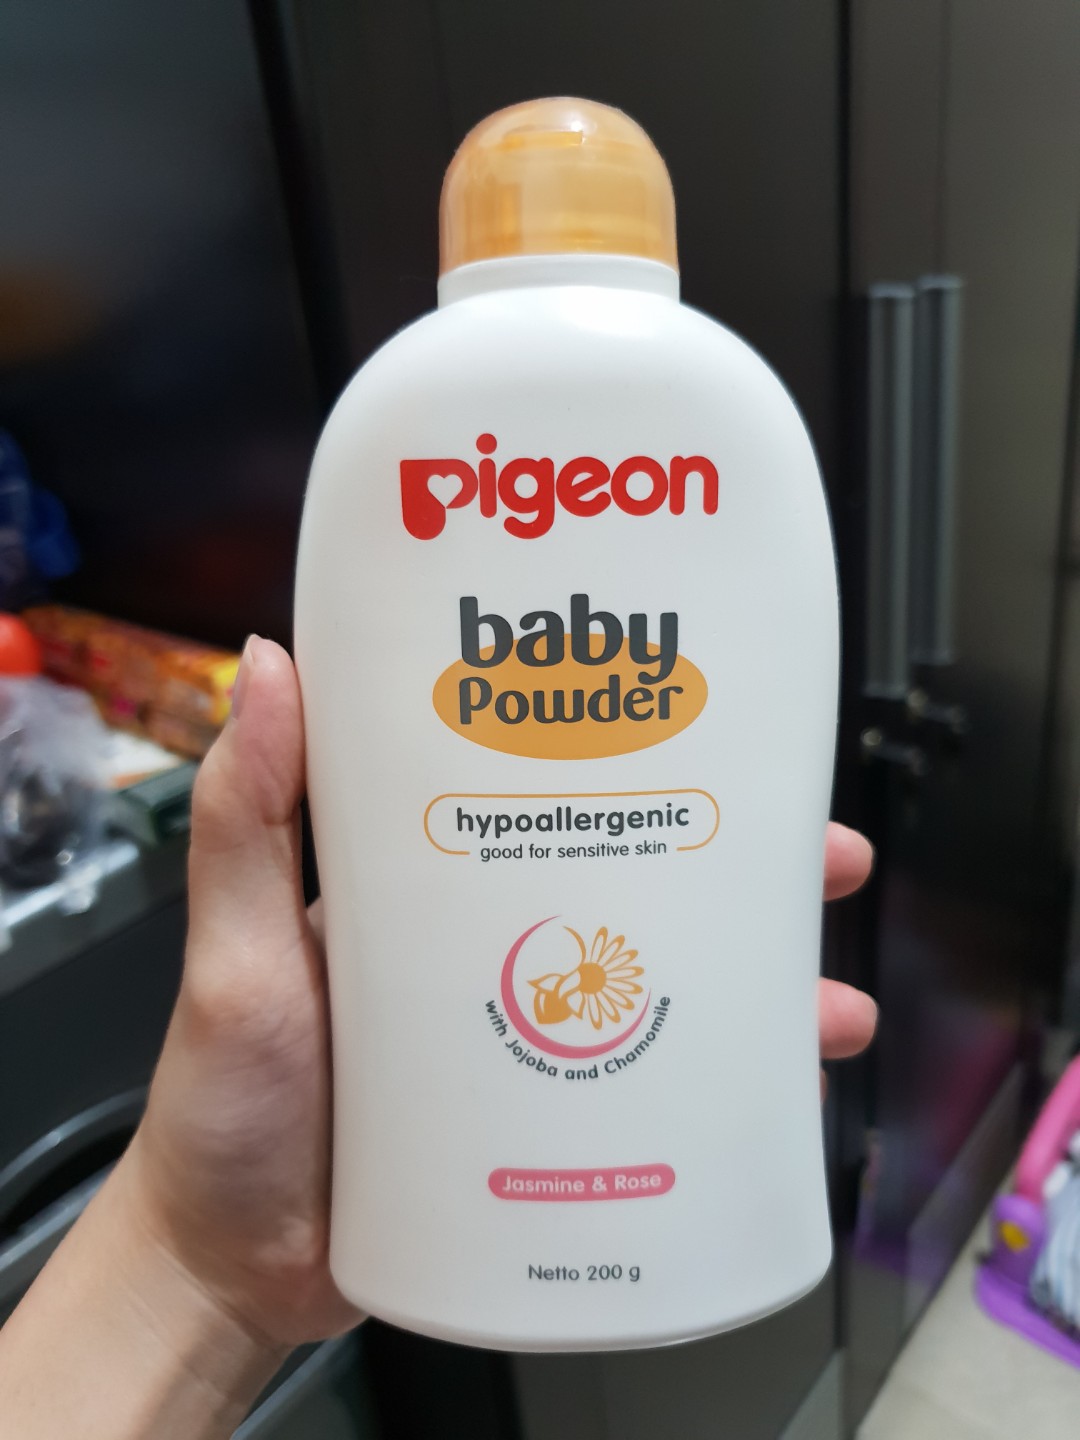 pigeon
baby
Powder
hypoallergenic
good for sensitive skin
with Jojoba and Chamomile
Jasmine & Rose
Netto 200 g